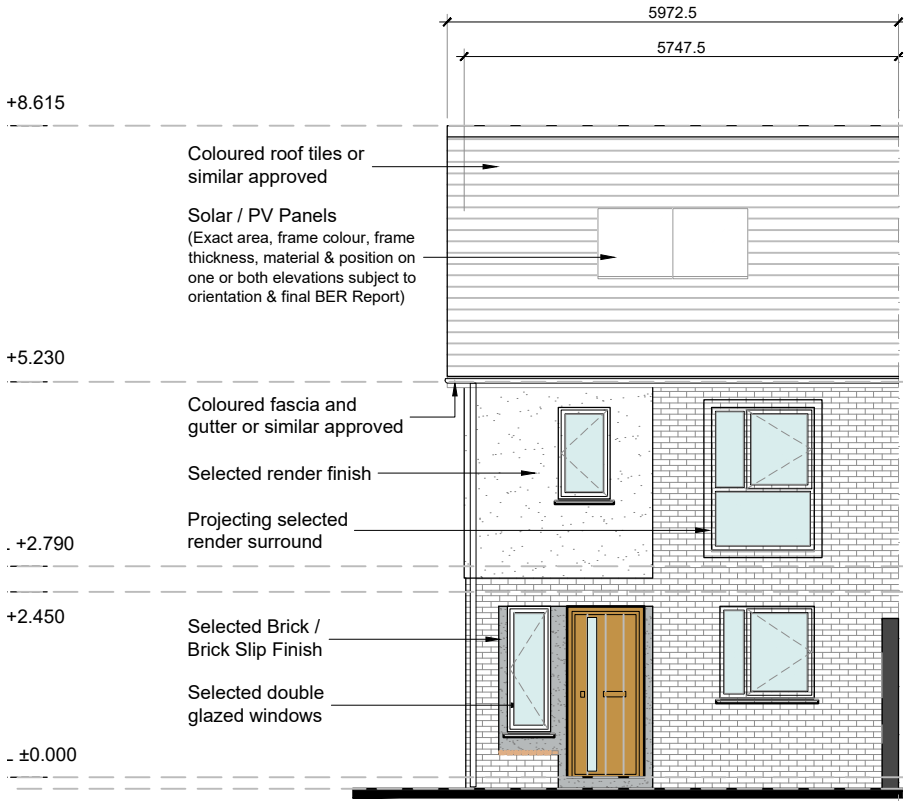 5972.5
5747.5
+8.615
Coloured roof tiles or
similar approved
Solar / PV Panels
(Exact area, frame colour, frame
thickness, material & position on
one or both elevations subject to
orientation & final BER Report)
+5.230
Coloured fascia and
gutter or similar approved
Selected render finish
Projecting selected
render surround
+2.790
+2.450
Selected Brick /
Brick Slip Finish
Selected double
glazed windows
±0.000